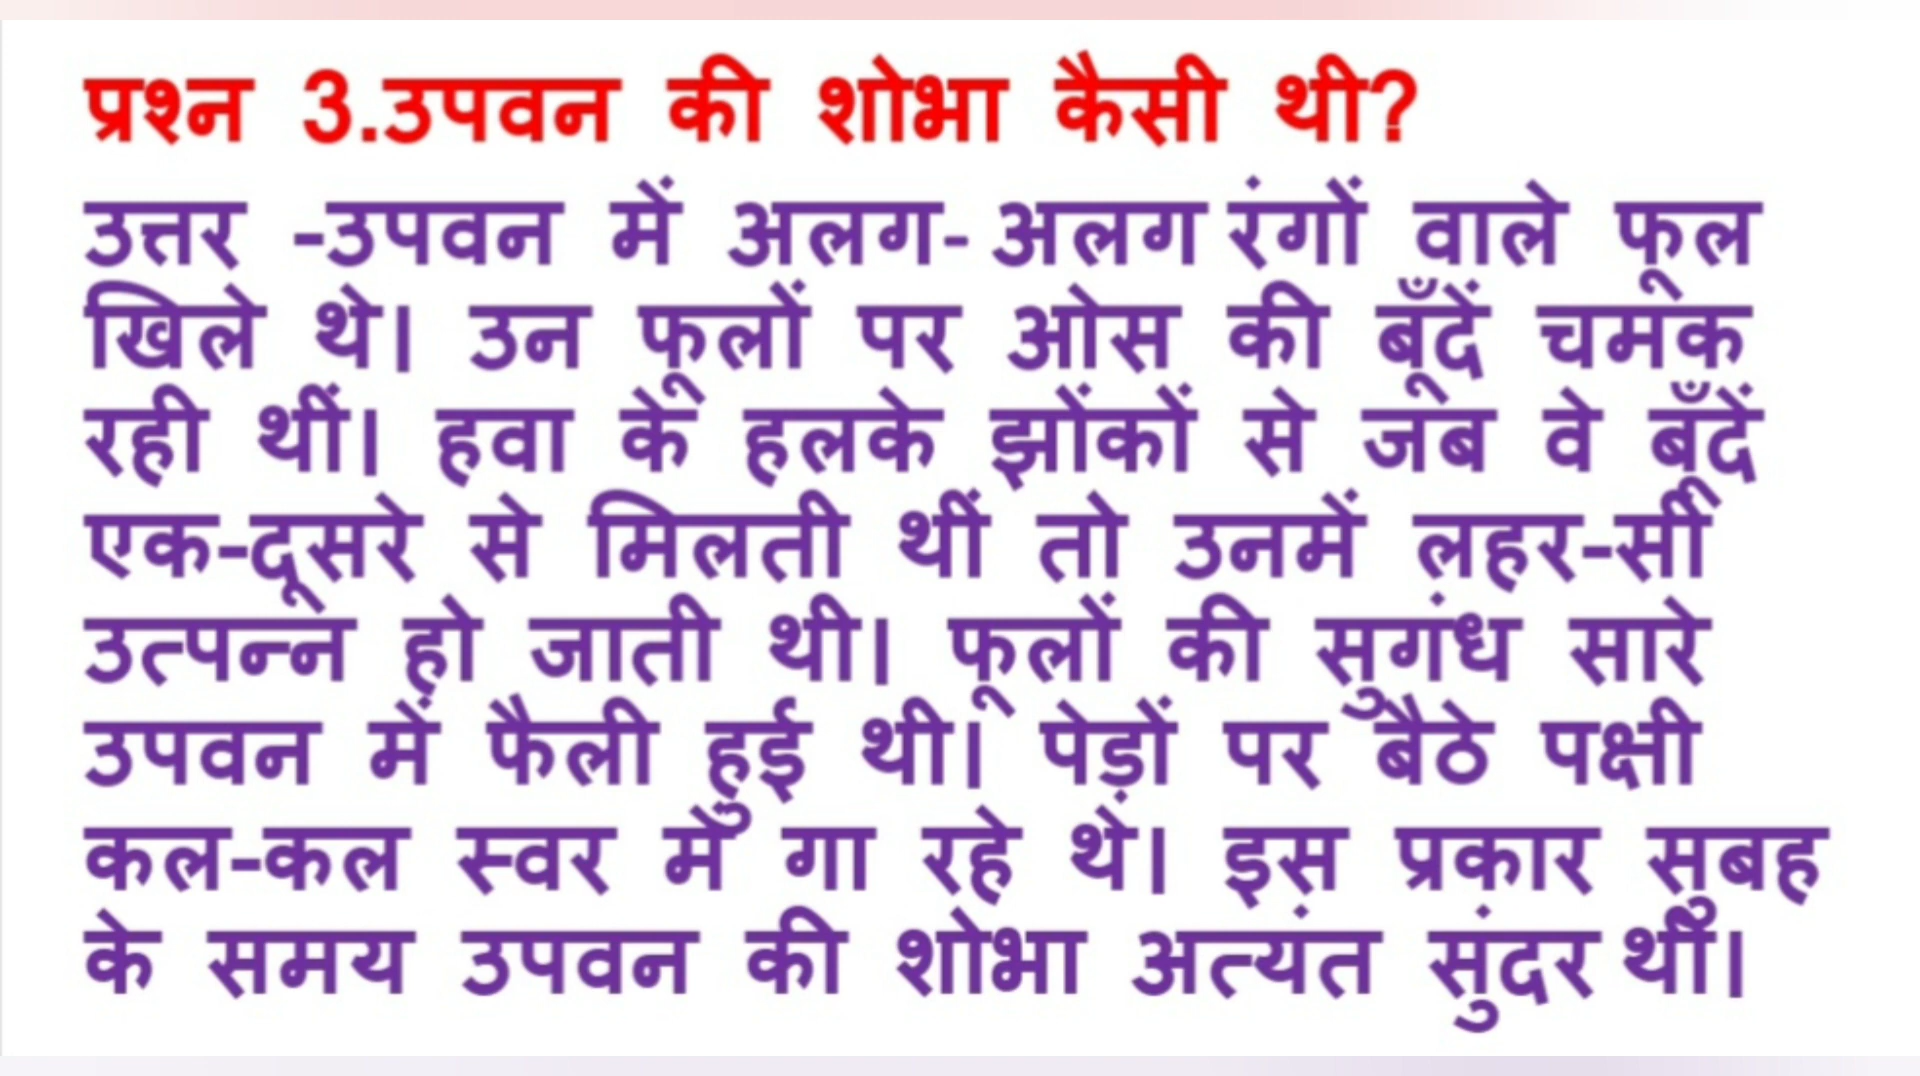 प्रश्न 3.उपवन की शोभा कैसी थी?
उत्तर -उपवन में अलग- अलग रंगों वाले फूल
खिले थे। उन फूलों पर ओस की बूँदें चमक
रही थीं। हवा के हलके झोंकों से जब वे बूँदें
एक-दूसरे से मिलती थीं तो उनमें लहर-सी
उत्पन्न हो जाती थी। फूलों की सुगंध सारे
उपवन में फैली हुई थी। पेड़ों पर बैठे पक्षी
कल-कल स्वर में गा रहे थे। इस प्रकार सुबह
के समय उपवन की शोभा अत्यंत सुंदर थी।